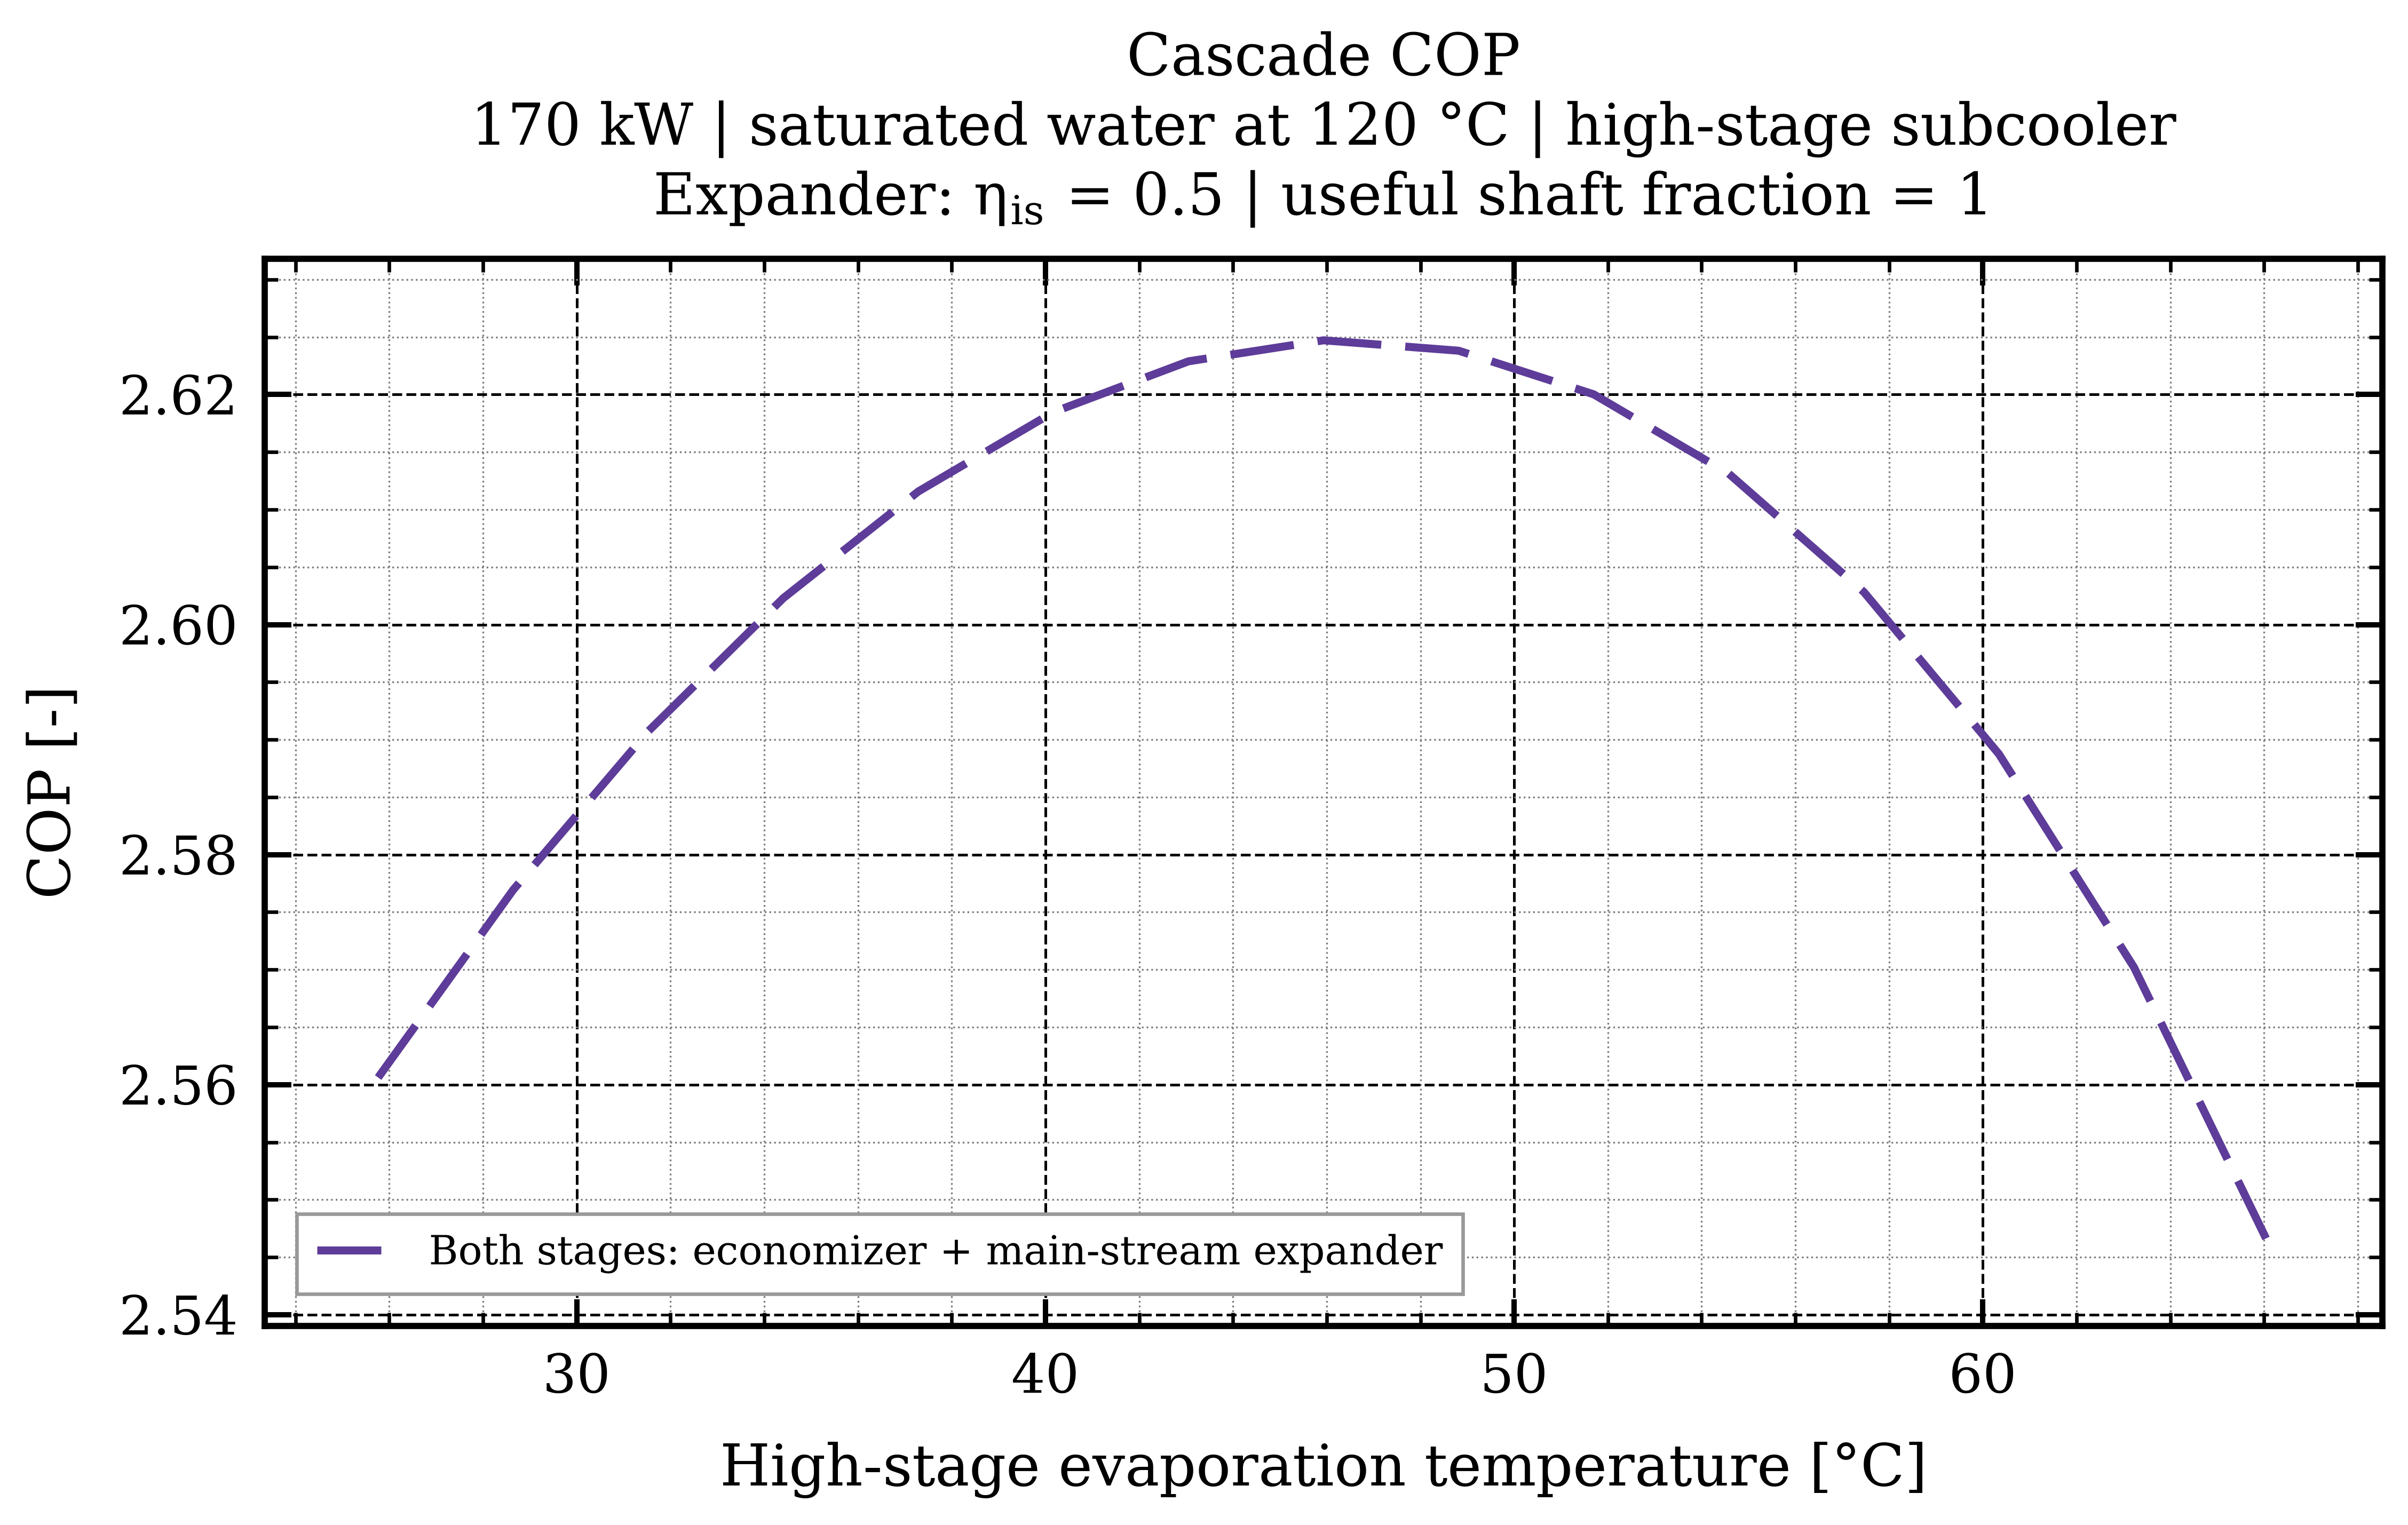 Cascade COP
170 kW | saturated water at 120 °C | high-stage subcooler
Expander: ηis = 0.5 | useful shaft fraction = 1
COP [-]
2.62
2.60
2.58
2.56
2.54
Both stages: economizer + main-stream expander
30 40 50 60
High-stage evaporation temperature [°C]